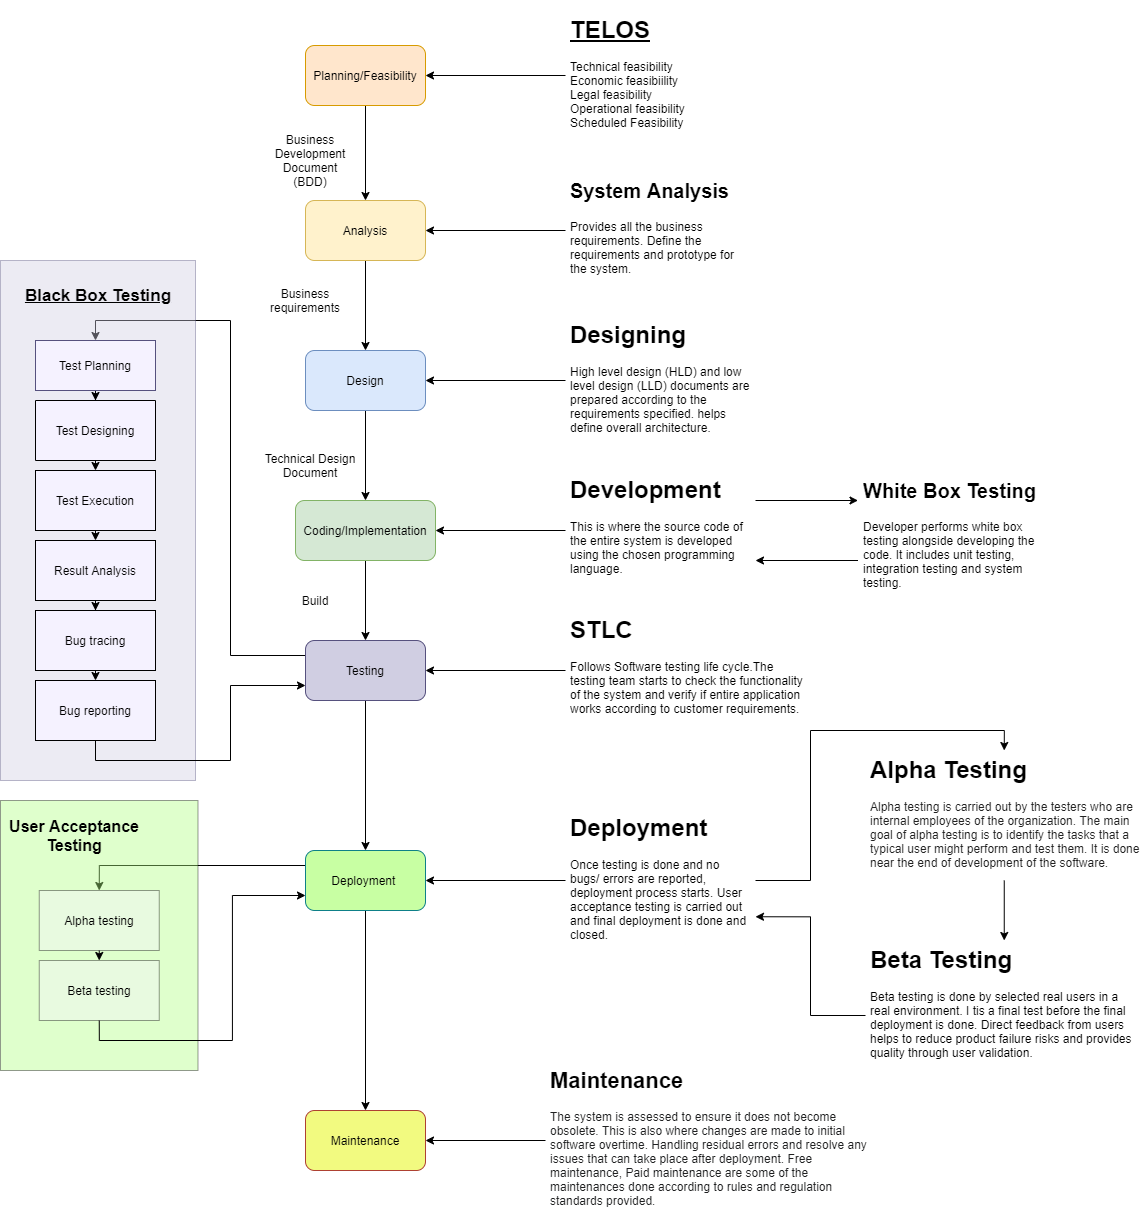 TELOS
Technical feasibility
Economic feasibiility
Legal feasibility
Operational feasibility
Scheduled Feasibility
Planning/Feasibility
Business
Development
Document
(BDD)
System Analysis
Provides all the business
requirements. Define the
requirements and prototype for
the system.
Analysis
Business
requirements
Designing
High level design (HLD) and low
level design (LLD) documents are
prepared according to the
requirements specified. helps
define overall architecture.
Design
Technical Design
Document
Development
This is where the source code of
the entire system is developed
using the chosen programming
language.
White Box Testing
Developer performs white box
testing alongside developing the
code. It includes unit testing,
integration testing and system
testing.
Coding/Implementation
Build
STLC
Follows Software testing life cycle.The
testing team starts to check the functionality
of the system and verify if entire application
works according to customer requirements.
Testing
Black Box Testing
Test Planning
Test Designing
Test Execution
Result Analysis
Bug tracing
Bug reporting
User Acceptance
Testing
Alpha testing
Beta testing
Deployment
Deployment
Once testing is done and no
bugs/ errors are reported,
deployment process starts. User
acceptance testing is carried out
and final deployment is done and
closed.
Alpha Testing
Alpha testing is carried out by the testers who are
internal employees of the organization. The main
goal of alpha testing is to identify the tasks that a
typical user might perform and test them. It is done
near the end of development of the software.
Beta Testing
Beta testing is done by selected real users in a
real environment. I tis a final test before the final
deployment is done. Direct feedback from users
helps to reduce product failure risks and provides
quality through user validation.
Maintenance
The system is assessed to ensure it does not become
obsolete. This is also where changes are made to initial
software overtime. Handling residual errors and resolve any
issues that can take place after deployment. Free
maintenance, Paid maintenance are some of the
maintenances done according to rules and regulation
standards provided.
Maintenance